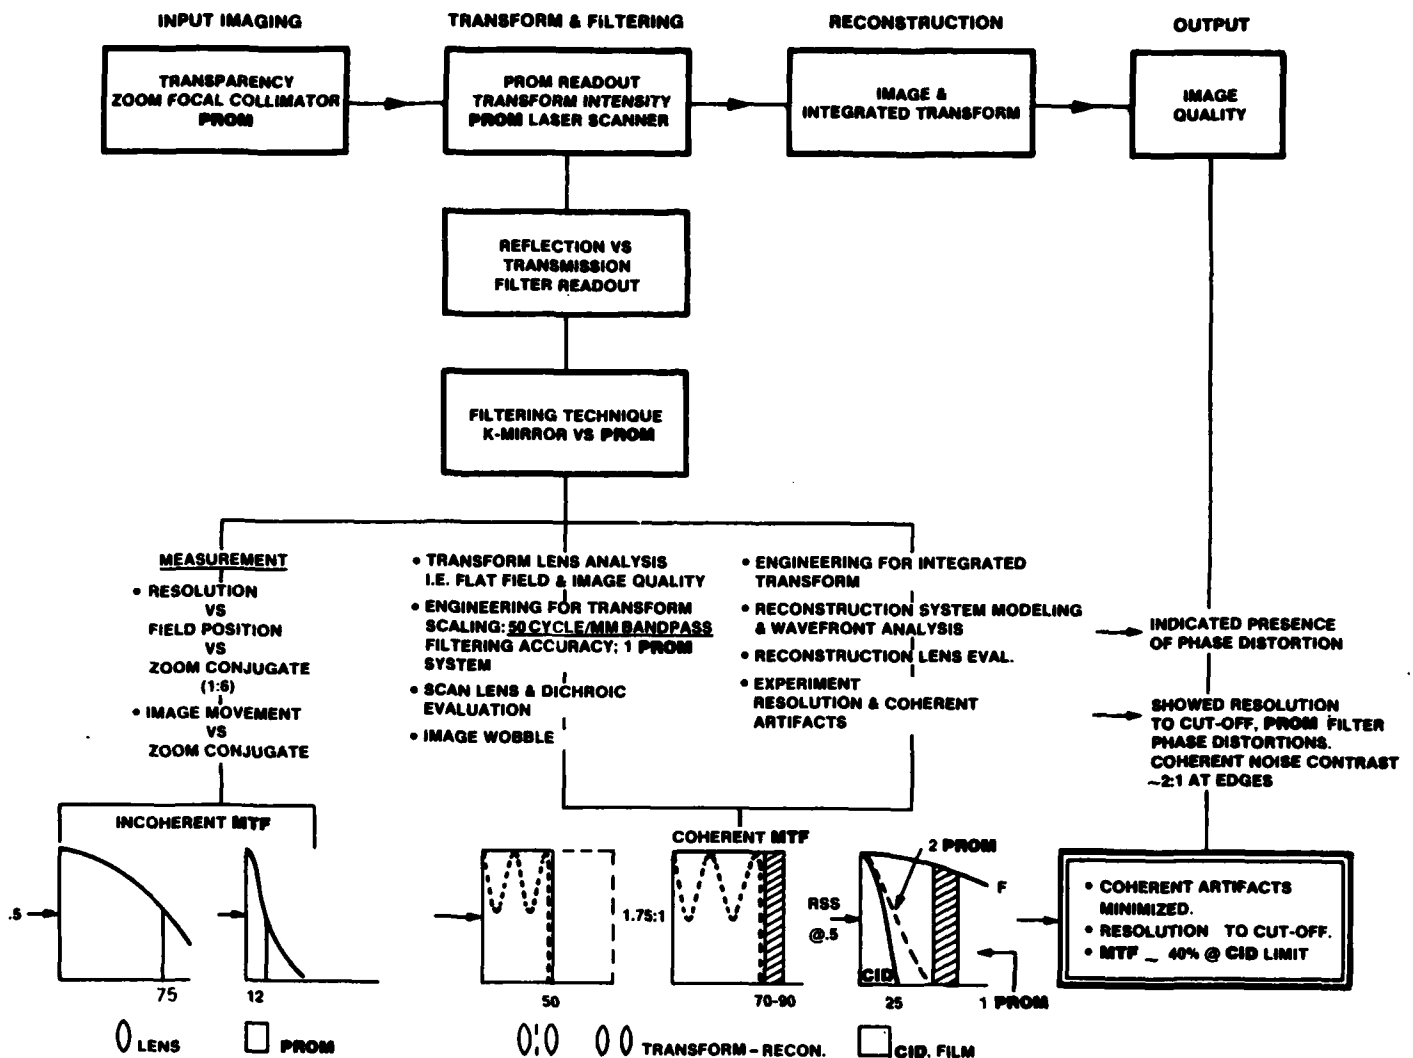 INPUT IMAGING
TRANSFORM & FILTERING
RECONSTRUCTION
OUTPUT
TRANSPARENCY
ZOOM FOCAL COLLIMATOR
PROM
PROM READOUT
TRANSFORM INTENSITY
PROM LASER SCANNER
IMAGE &
INTEGRATED TRANSFORM
IMAGE
QUALITY
REFLECTION VS
TRANSMISSION
FILTER READOUT
FILTERING TECHNIQUE
K-MIRROR VS PROM
MEASUREMENT
• RESOLUTION
VS
FIELD POSITION
VS
ZOOM CONJUGATE
(1:6)
• IMAGE MOVEMENT
VS
ZOOM CONJUGATE
• TRANSFORM LENS ANALYSIS
I.E. FLAT FIELD & IMAGE QUALITY
• ENGINEERING FOR TRANSFORM
SCALING: 50 CYCLE/MM BANDPASS
FILTERING ACCURACY; 1 PROM
SYSTEM
• SCAN LENS & DICHROIC
EVALUATION
• IMAGE WOBBLE
• ENGINEERING FOR INTEGRATED
TRANSFORM
• RECONSTRUCTION SYSTEM MODELING
& WAVEFRONT ANALYSIS
• RECONSTRUCTION LENS EVAL.
• EXPERIMENT
RESOLUTION & COHERENT
ARTIFACTS
INDICATED PRESENCE
OF PHASE DISTORTION
SHOWED RESOLUTION
TO CUT-OFF, PROM FILTER
PHASE DISTORTIONS.
COHERENT NOISE CONTRAST
~2:1 AT EDGES
INCOHERENT MTF
.5
75
12
COHERENT MTF
50
1.75:1
70-90
2 PROM
F
RSS
@.5
CID
25
1 PROM
• COHERENT ARTIFACTS
MINIMIZED.
• RESOLUTION TO CUT-OFF.
• MTF ~ 40% @ CID LIMIT
LENS
PROM
TRANSFORM - RECON.
CID, FILM